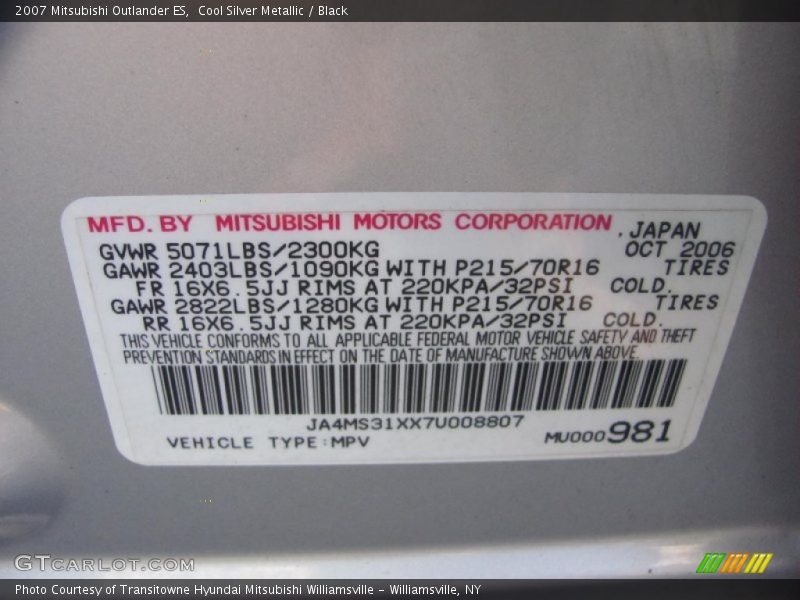 2007 Mitsubishi Outlander ES,  Cool Silver Metallic / Black
MFD. BY MITSUBISHI MOTORS CORPORATION , JAPAN
GVWR 5071LBS/2300KG OCT 2006
GAWR 2403LBS/1090KG WITH P215/70R16 TIRES
FR 16X6.5JJ RIMS AT 220KPA/32PSI COLD.
GAWR 2822LBS/1280KG WITH P215/70R16 TIRES
RR 16X6.5JJ RIMS AT 220KPA/32PSI COLD.
THIS VEHICLE CONFORMS TO ALL APPLICABLE FEDERAL MOTOR VEHICLE SAFETY AND THEFT
PREVENTION STANDARDS IN EFFECT ON THE DATE OF MANUFACTURE SHOWN ABOVE.
JA4MS31XX7U008807
VEHICLE TYPE:MPV MU000981
GTCARLOT.COM
Photo Courtesy of Transitowne Hyundai Mitsubishi Williamsville – Williamsville, NY